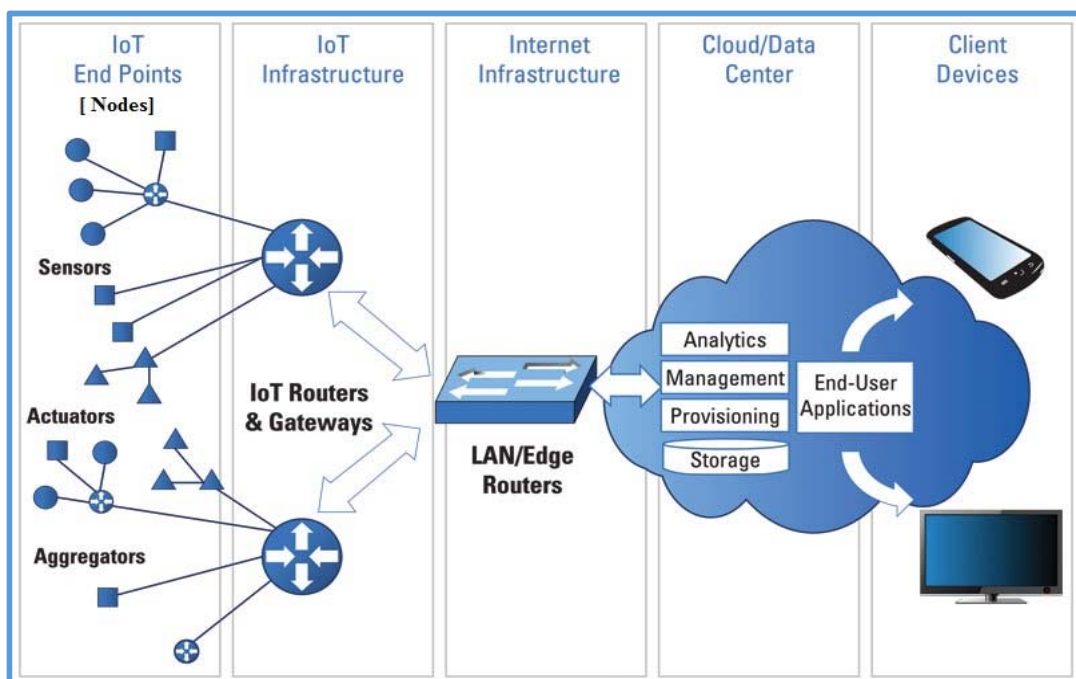 IoT
End Points
[ Nodes]
IoT
Infrastructure
Internet
Infrastructure
Cloud/Data
Center
Client
Devices
Sensors
Actuators
Aggregators
IoT Routers
& Gateways
LAN/Edge
Routers
Analytics
Management
Provisioning
Storage
End-User
Applications